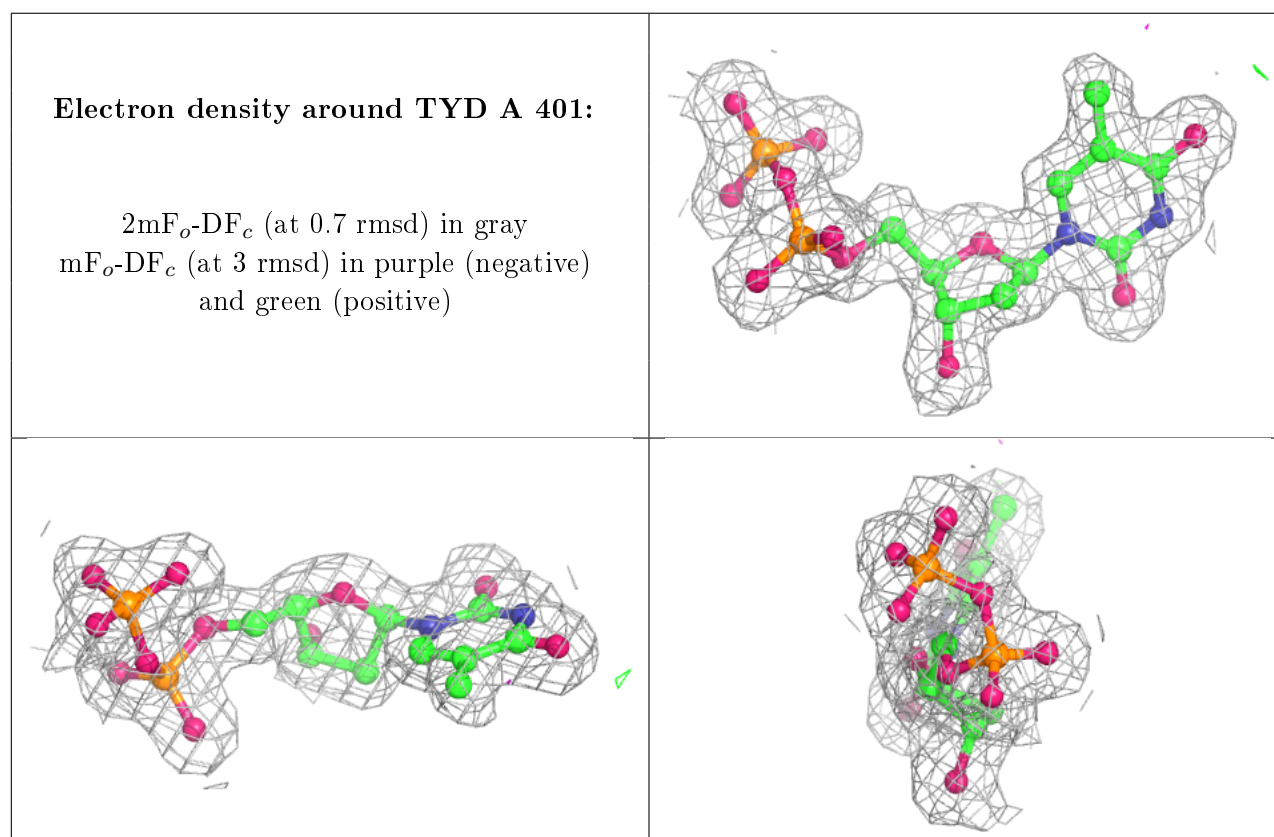 Electron density around TYD A 401:
2mFo-DFc (at 0.7 rmsd) in gray
mFo-DFc (at 3 rmsd) in purple (negative)
and green (positive)